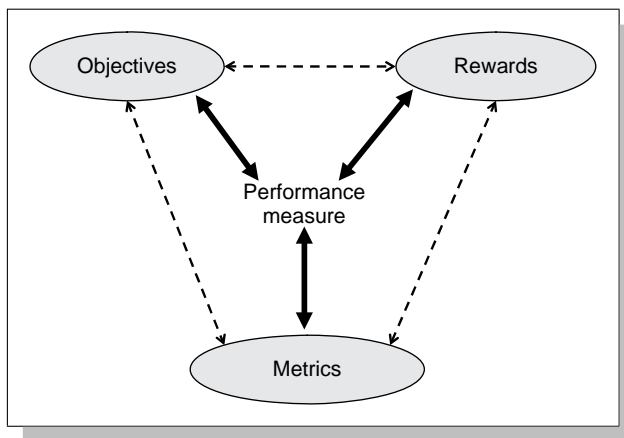 Objectives
Rewards
Performance
measure
Metrics